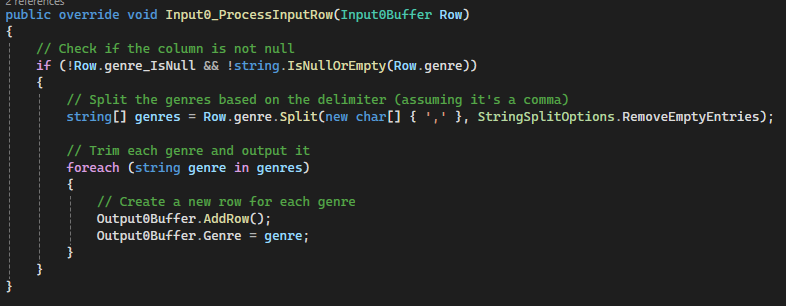 2 references
public override void Input0_ProcessInputRow(Input0Buffer Row)
{
    // Check if the column is not null
    if (!Row.genre_IsNull && !string.IsNullOrEmpty(Row.genre))
    {
        // Split the genres based on the delimiter (assuming it's a comma)
        string[] genres = Row.genre.Split(new char[] { ',' }, StringSplitOptions.RemoveEmptyEntries);

        // Trim each genre and output it
        foreach (string genre in genres)
        {
            // Create a new row for each genre
            Output0Buffer.AddRow();
            Output0Buffer.Genre = genre;
        }
    }
}